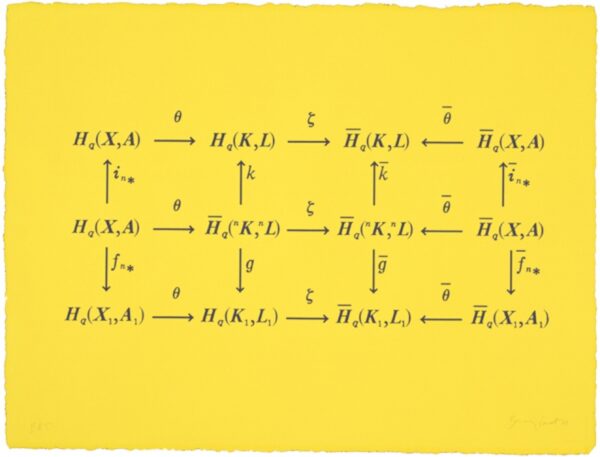 θ ζ θ̅
H_q(X,A) → H_q(K,L) → H̅_q(K,L) ← H̅_q(X,A)
↑ i_n* ↑ k ↑ k̅ ↑ i̅_n*
θ ζ θ̅
H_q(X,A) → H̅_q(ⁿK,ⁿL) → H̅_q(ⁿK,ⁿL) ← H̅_q(X,A)
↓ f_n* ↓ g ↓ g̅ ↓ f̅_n*
θ ζ θ̅
H_q(X₁,A₁) → H_q(K₁,L₁) → H̅_q(K₁,L₁) ← H̅_q(X₁,A₁)